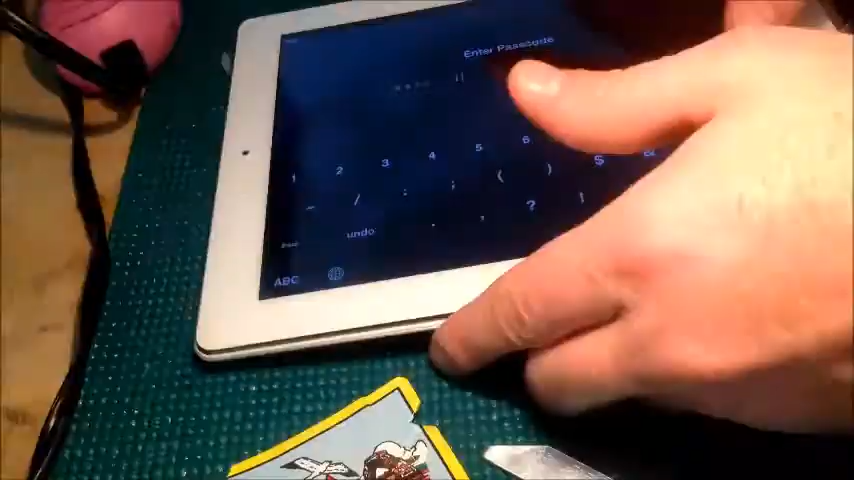 Enter Passcode
1 2 3 4 5 6
- / : ; ( ) $ &
undo . , ? !
ABC